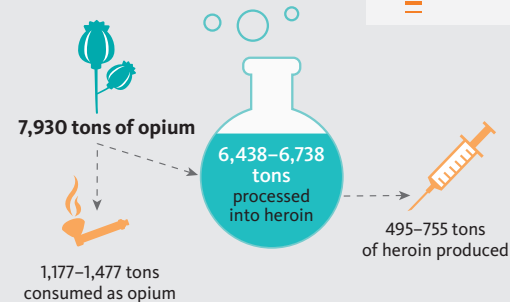 7,930 tons of opium
6,438–6,738
tons
processed
into heroin
495–755 tons
of heroin produced
1,177–1,477 tons
consumed as opium